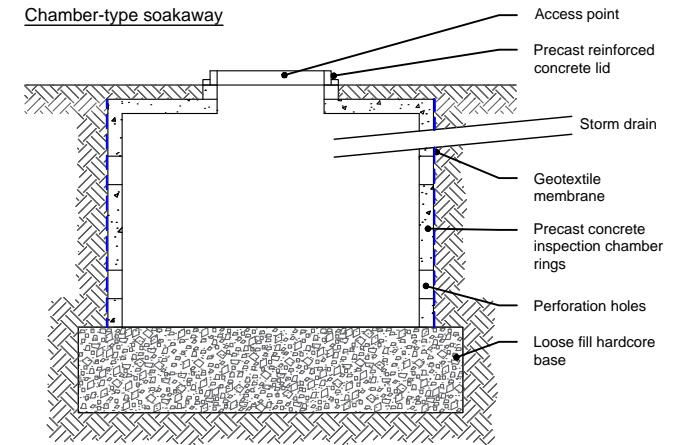 Chamber-type soakaway
Access point
Precast reinforced
concrete lid
Storm drain
Geotextile
membrane
Precast concrete
inspection chamber
rings
Perforation holes
Loose fill hardcore
base